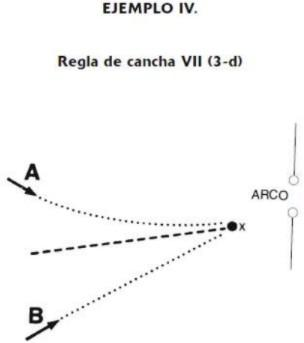 EJEMPLO IV.
Regla de cancha VII (3-d)
A
ARCO
x
B